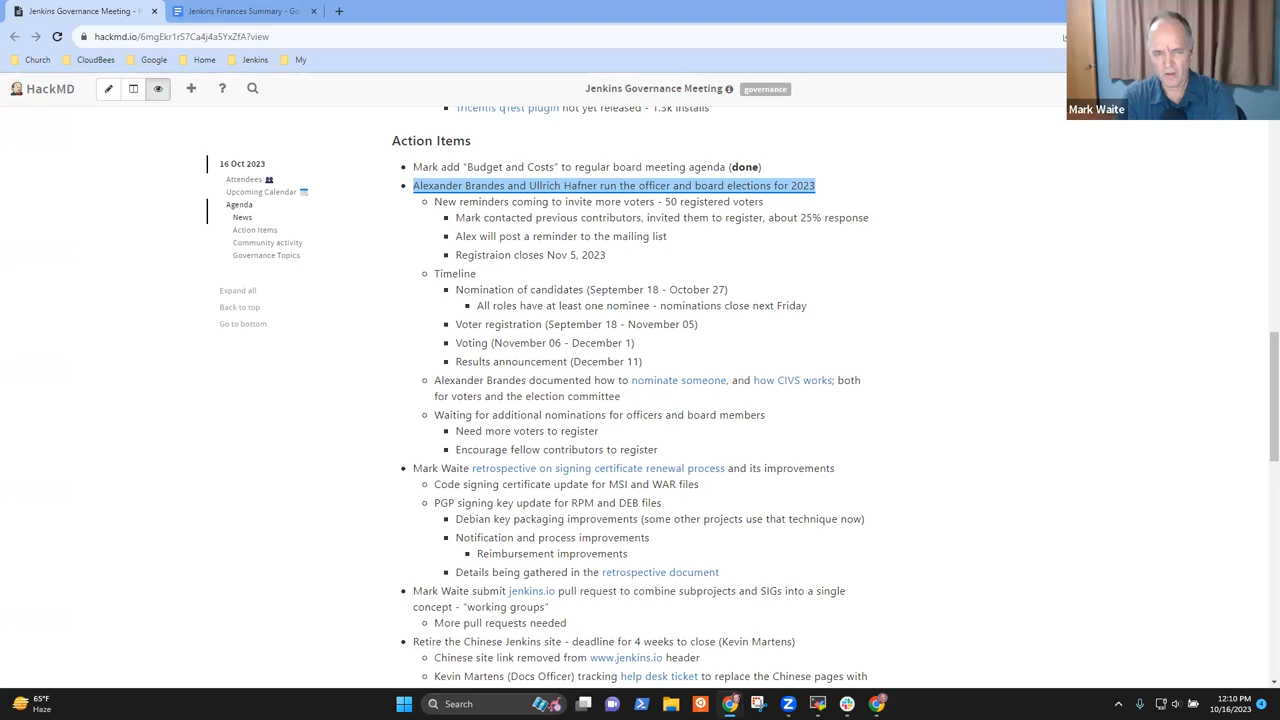 Jenkins Governance Meeting - H
Jenkins Finances Summary - Go
Jenkins Elections 2023
hackmd.io/6mgEkr1rS7Ca4j4a5YxZfA?view
Church
CloudBees
Google
Home
Jenkins
My
HackMD
Jenkins Governance Meeting
governance
Mark Waite
Tricentis qTest plugin not yet released - 1.3k installs
16 Oct 2023
Attendees
Upcoming Calendar
Agenda
News
Action Items
Community activity
Governance Topics
Expand all
Back to top
Go to bottom
Action Items
Mark add “Budget and Costs” to regular board meeting agenda (done)
Alexander Brandes and Ullrich Hafner run the officer and board elections for 2023
New reminders coming to invite more voters - 50 registered voters
Mark contacted previous contributors, invited them to register, about 25% response
Alex will post a reminder to the mailing list
Registraion closes Nov 5, 2023
Timeline
Nomination of candidates (September 18 - October 27)
All roles have at least one nominee - nominations close next Friday
Voter registration (September 18 - November 05)
Voting (November 06 - December 1)
Results announcement (December 11)
Alexander Brandes documented how to nominate someone, and how CIVS works; both
for voters and the election committee
Waiting for additional nominations for officers and board members
Need more voters to register
Encourage fellow contributors to register
Mark Waite retrospective on signing certificate renewal process and its improvements
Code signing certificate update for MSI and WAR files
PGP signing key update for RPM and DEB files
Debian key packaging improvements (some other projects use that technique now)
Notification and process improvements
Reimbursement improvements
Details being gathered in the retrospective document
Mark Waite submit jenkins.io pull request to combine subprojects and SIGs into a single
concept - “working groups”
More pull requests needed
Retire the Chinese Jenkins site - deadline for 4 weeks to close (Kevin Martens)
Chinese site link removed from www.jenkins.io header
Kevin Martens (Docs Officer) tracking help desk ticket to replace the Chinese pages with
65°F
Haze
Search
12:10 PM
10/16/2023